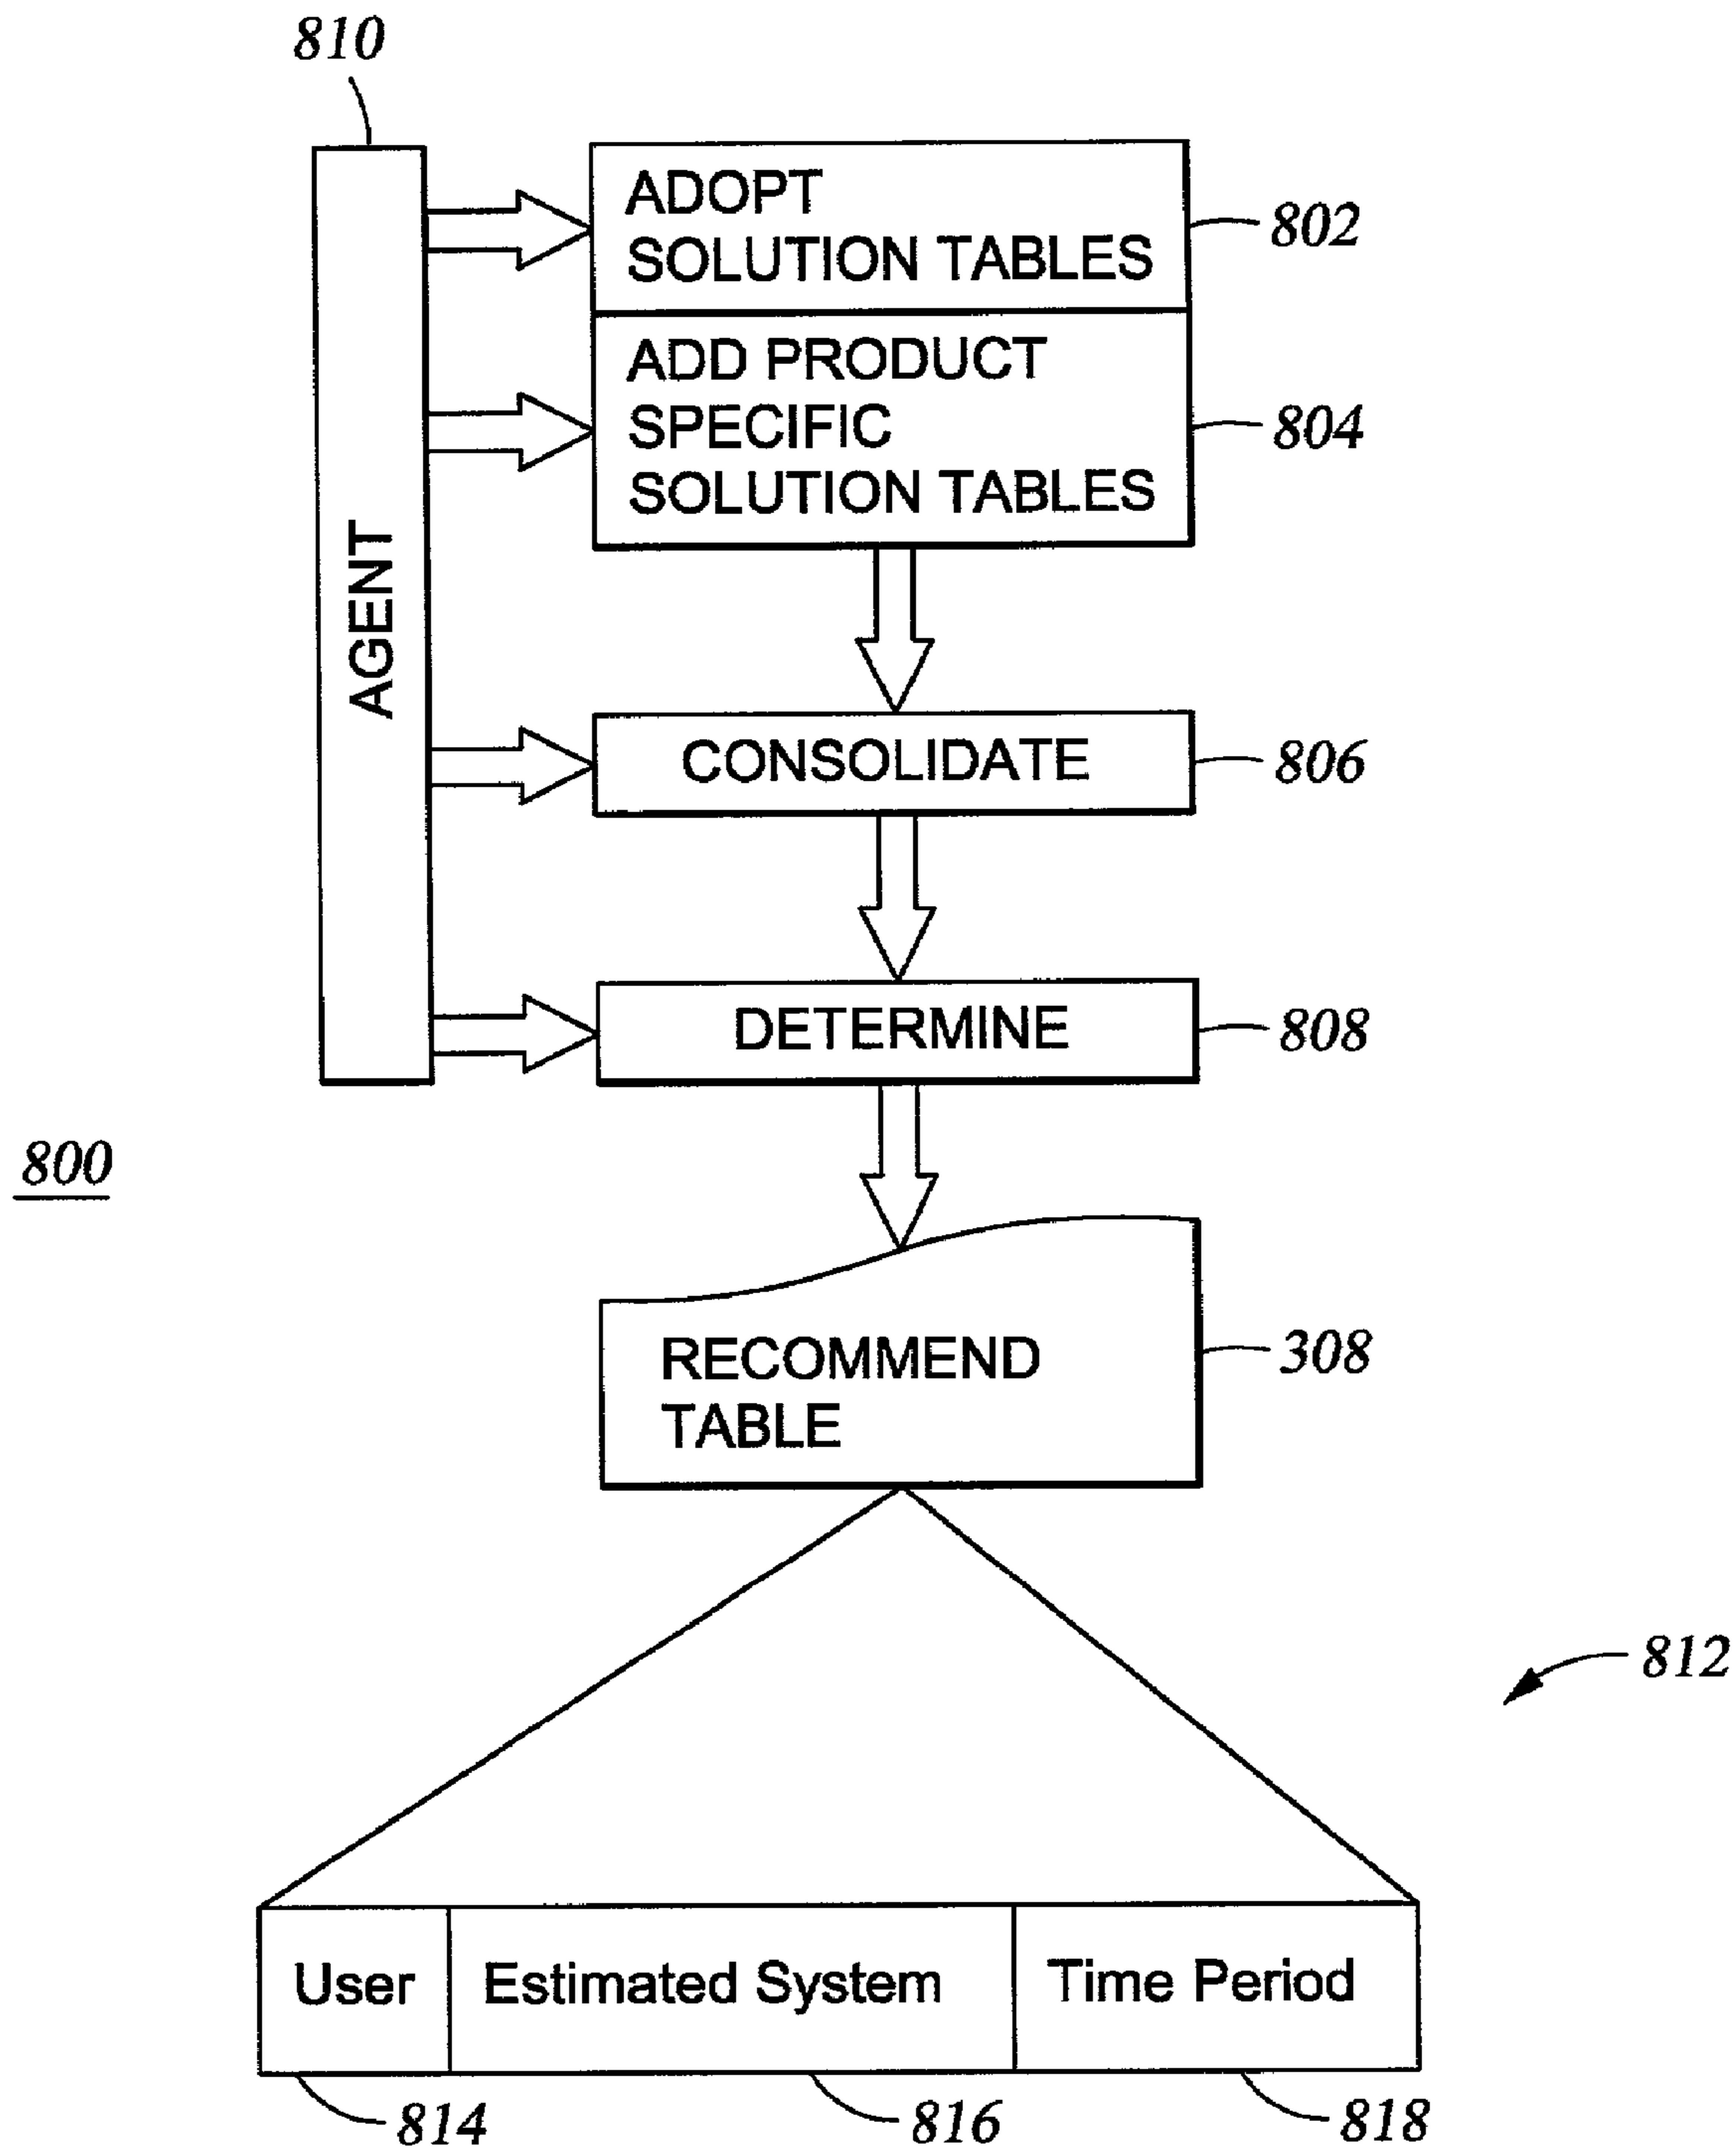 810
ADOPT
SOLUTION TABLES
802
ADD PRODUCT
SPECIFIC
SOLUTION TABLES
804
AGENT
CONSOLIDATE
806
DETERMINE
808
800
RECOMMEND
TABLE
308
812
User
Estimated System
Time Period
814
816
818